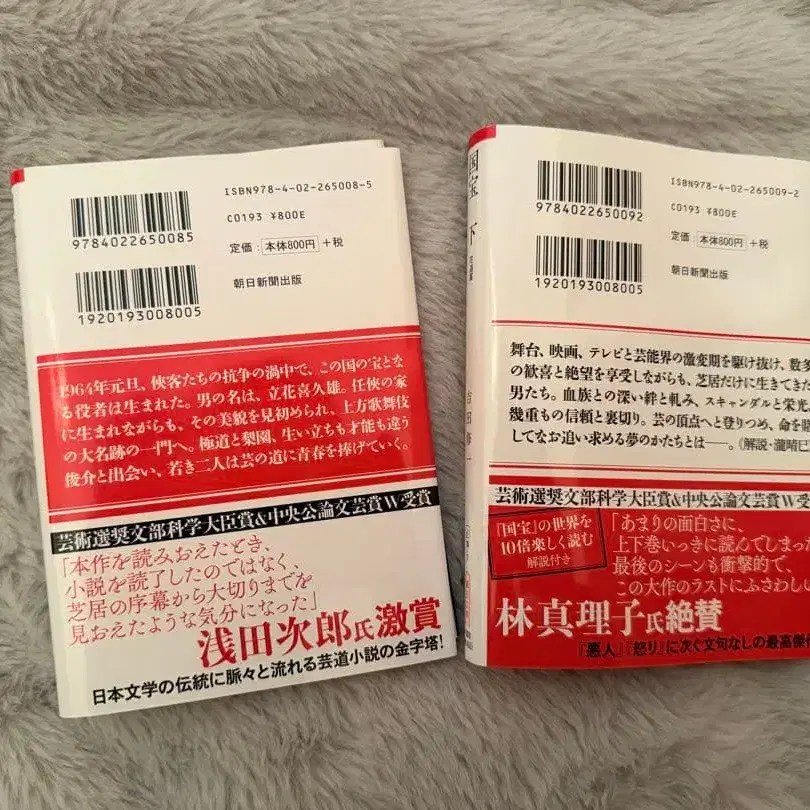 ISBN978-4-02-265008-5
9784022650085
C0193 ¥800E
定価:本体800円+税
1920193008005
朝日新聞出版
1964年元旦、俠客たちの抗争の渦中で、この国の宝とな
る役者は生まれた。男の名は、立花喜久雄。任俠の家
に生まれながらも、その美貌を見初められ、上方歌舞伎
の大名跡の一門へ。極道と梨園、生い立ちも才能も違う
俊介と出会い、若き二人は芸の道に青春を捧げていく。
芸術選奨文部科学大臣賞&中央公論文芸賞W受賞
「本作を読みおえたとき、
小説を読了したのではなく、
芝居の序幕から大切りまでを
見おえたような気分になった」
浅田次郎氏激賞
日本文学の伝統に脈々と流れる芸道小説の金字塔!
国宝 下
吉田修一
ISBN978-4-02-265009-2
9784022650092
C0193 ¥800E
定価:本体800円+税
1920193008005
朝日新聞出版
舞台、映画、テレビと芸能界の激変期を駆け抜け、数多
の歓喜と絶望を享受しながらも、芝居だけに生きてきた
男たち。血族との深い絆と軋み、スキャンダルと栄光
幾重もの信頼と裏切り。芸の頂点へと登りつめ、命を賭
してなお追い求める夢のかたちとは――。《解説・瀧晴巳
芸術選奨文部科学大臣賞&中央公論文芸賞W受
『国宝』の世界を
10倍楽しく読む
解説付き
「あまりの面白さに、
上下巻いっきに読んでしまった
最後のシーンも衝撃的で、
この大作のラストにふさわしい
林真理子氏絶賛
『悪人』『怒り』に次ぐ文句なしの最高傑作